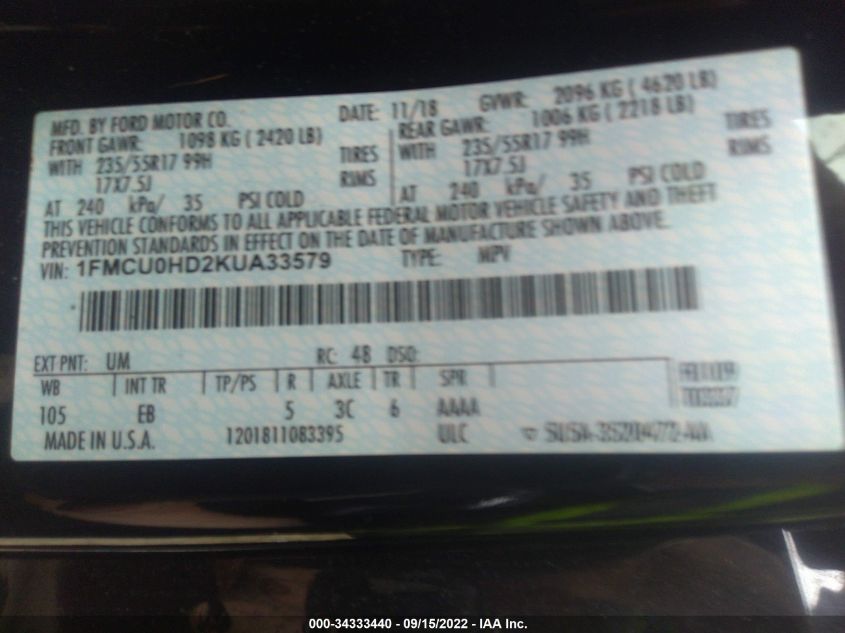 MFD. BY FORD MOTOR CO. DATE: 11/18 GVWR: 2096 KG ( 4620 LB)
FRONT GAWR: 1098 KG ( 2420 LB) REAR GAWR: 1006 KG ( 2218 LB)
WITH 235/55R17 99H TIRES WITH 235/55R17 99H TIRES
17X7.5J RIMS 17X7.5J RIMS
AT 240 kPa/ 35 PSI COLD AT 240 kPa/ 35 PSI COLD
THIS VEHICLE CONFORMS TO ALL APPLICABLE FEDERAL MOTOR VEHICLE SAFETY AND THEFT
PREVENTION STANDARDS IN EFFECT ON THE DATE OF MANUFACTURE SHOWN ABOVE.
VIN: 1FMCU0HD2KUA33579 TYPE: MPV
EXT PNT: UM RC: 48 DSO:
WB INT TR TP/PS R AXLE TR SPR
105 EB 5 3C 6 AAAA
MADE IN U.S.A. 1201811083395 ULC
000-34333440 - 09/15/2022 - IAA Inc.